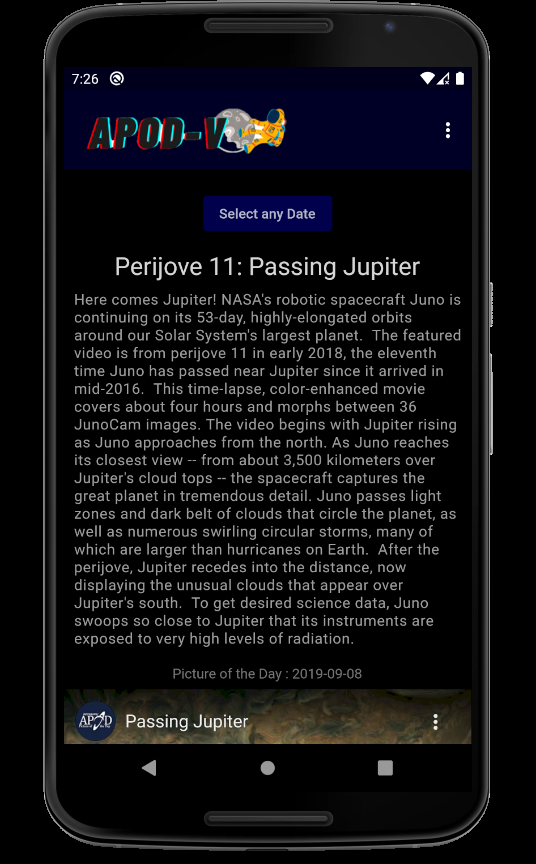 7:26
APOD-V
Select any Date
Perijove 11: Passing Jupiter
Here comes Jupiter! NASA's robotic spacecraft Juno is
continuing on its 53-day, highly-elongated orbits
around our Solar System's largest planet.  The featured
video is from perijove 11 in early 2018, the eleventh
time Juno has passed near Jupiter since it arrived in
mid-2016.  This time-lapse, color-enhanced movie
covers about four hours and morphs between 36
JunoCam images. The video begins with Jupiter rising
as Juno approaches from the north. As Juno reaches
its closest view -- from about 3,500 kilometers over
Jupiter's cloud tops -- the spacecraft captures the
great planet in tremendous detail. Juno passes light
zones and dark belt of clouds that circle the planet, as
well as numerous swirling circular storms, many of
which are larger than hurricanes on Earth.  After the
perijove, Jupiter recedes into the distance, now
displaying the unusual clouds that appear over
Jupiter's south.  To get desired science data, Juno
swoops so close to Jupiter that its instruments are
exposed to very high levels of radiation.
Picture of the Day : 2019-09-08
APOD
Passing Jupiter